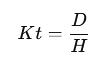 Kt = D/H